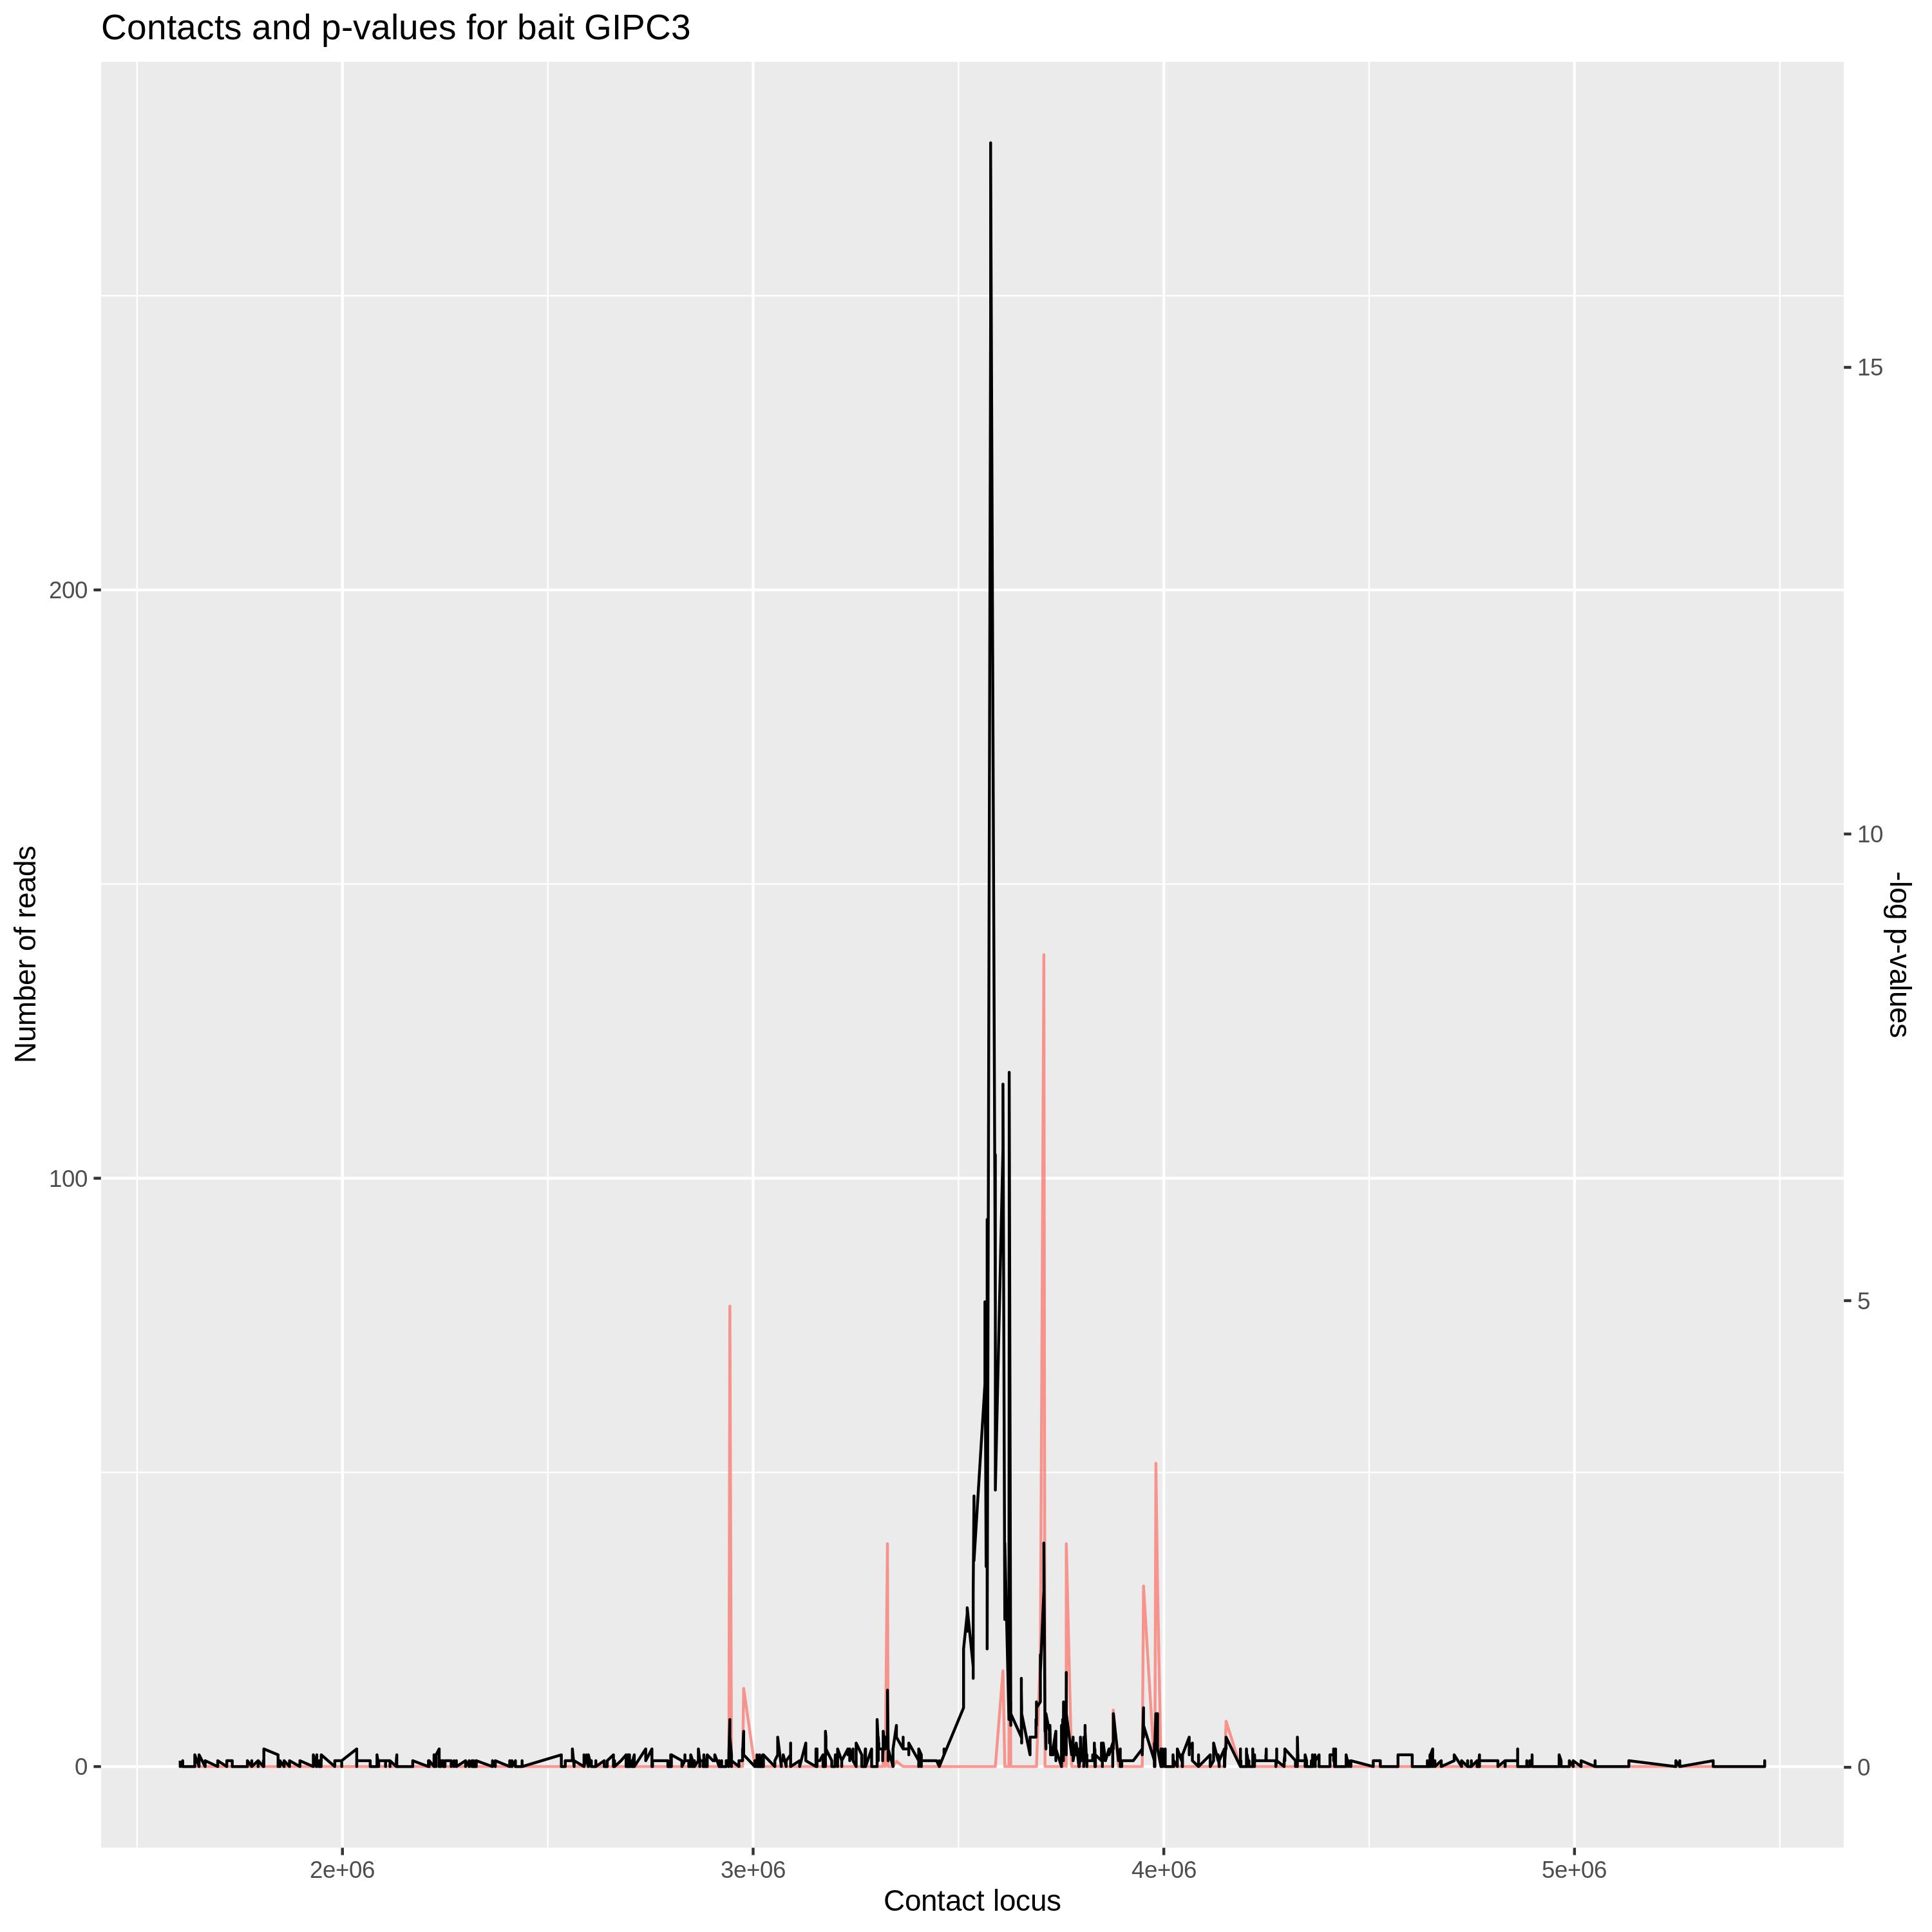 Contacts and p-values for bait GIPC3
Number of reads
200
100
0
15
10
5
0
-log p-values
2e+06
3e+06
4e+06
5e+06
Contact locus